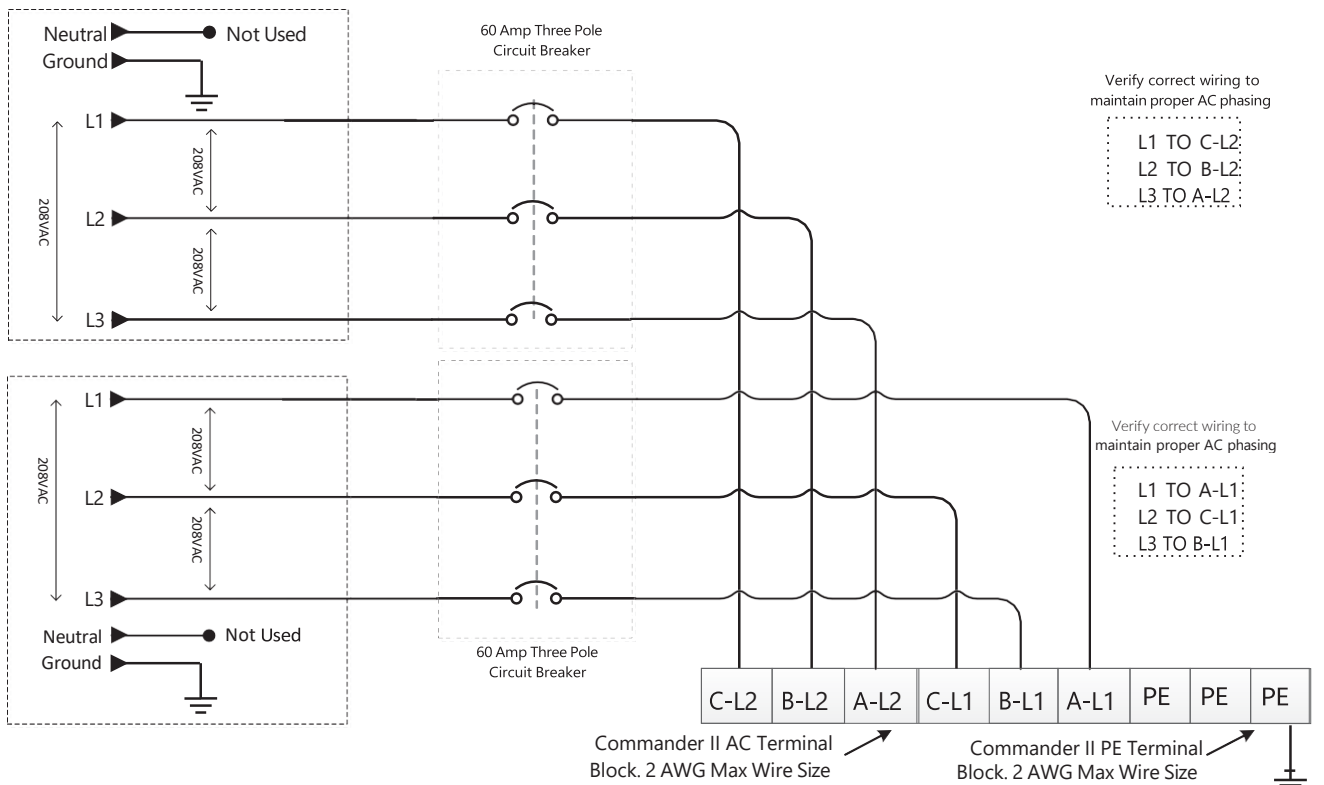 Neutral
Not Used
Ground
L1
208VAC
208VAC
L2
208VAC
L3
60 Amp Three Pole
Circuit Breaker
Verify correct wiring to
maintain proper AC phasing
L1 TO C-L2
L2 TO B-L2
L3 TO A-L2
L1
208VAC
208VAC
L2
208VAC
L3
Neutral
Not Used
Ground
60 Amp Three Pole
Circuit Breaker
Verify correct wiring to
maintain proper AC phasing
L1 TO A-L1
L2 TO C-L1
L3 TO B-L1
C-L2 B-L2 A-L2 C-L1 B-L1 A-L1 PE PE PE
Commander II AC Terminal
Block. 2 AWG Max Wire Size
Commander II PE Terminal
Block. 2 AWG Max Wire Size